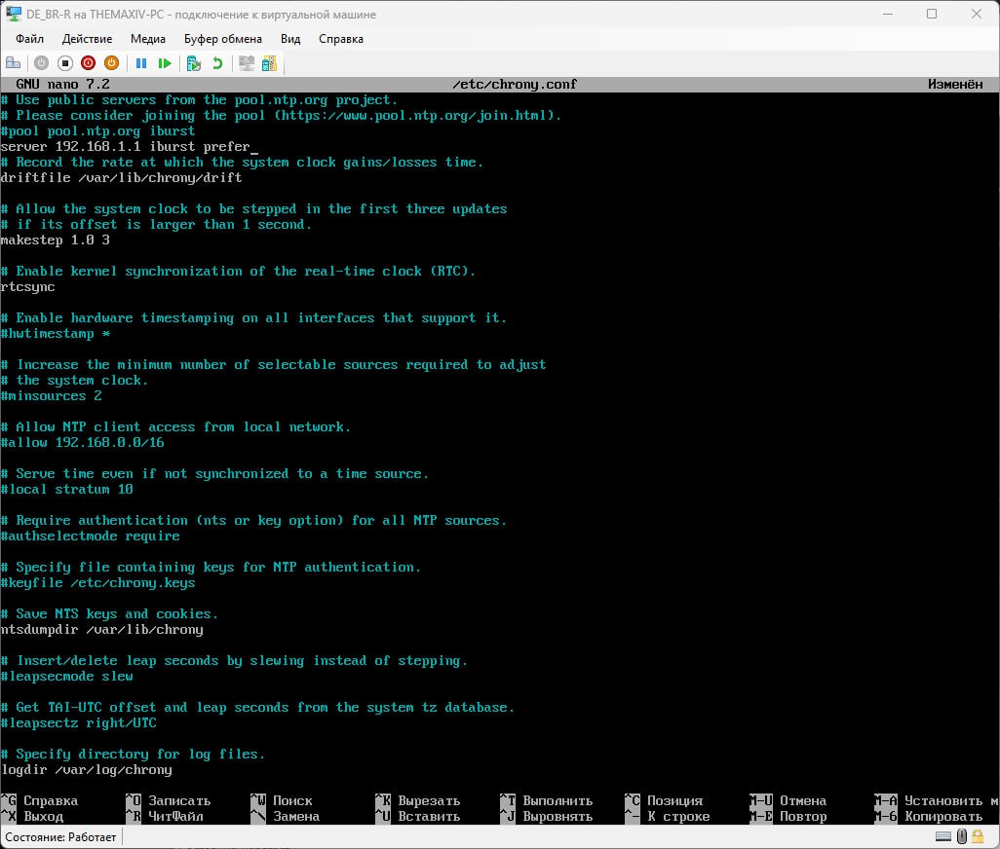 DE_BR-R на THEMAXIV-PC - подключение к виртуальной машине
Файл Действие Медиа Буфер обмена Вид Справка
GNU nano 7.2 /etc/chrony.conf Изменён
# Use public servers from the pool.ntp.org project.
# Please consider joining the pool (https://www.pool.ntp.org/join.html).
#pool pool.ntp.org iburst
server 192.168.1.1 iburst prefer_
# Record the rate at which the system clock gains/losses time.
driftfile /var/lib/chrony/drift
# Allow the system clock to be stepped in the first three updates
# if its offset is larger than 1 second.
makestep 1.0 3
# Enable kernel synchronization of the real-time clock (RTC).
rtcsync
# Enable hardware timestamping on all interfaces that support it.
#hwtimestamp *
# Increase the minimum number of selectable sources required to adjust
# the system clock.
#minsources 2
# Allow NTP client access from local network.
#allow 192.168.0.0/16
# Serve time even if not synchronized to a time source.
#local stratum 10
# Require authentication (nts or key option) for all NTP sources.
#authselectmode require
# Specify file containing keys for NTP authentication.
#keyfile /etc/chrony.keys
# Save NTS keys and cookies.
ntsdumpdir /var/lib/chrony
# Insert/delete leap seconds by slewing instead of stepping.
#leapsecmode slew
# Get TAI-UTC offset and leap seconds from the system tz database.
#leapsectz right/UTC
# Specify directory for log files.
logdir /var/log/chrony
^G Справка ^O Записать ^W Поиск ^K Вырезать ^T Выполнить ^C Позиция M-U Отмена M-A Установить м
^X Выход ^R ЧитФайл ^\ Замена ^U Вставить ^J Выровнять ^- К строке M-E Повтор M-6 Копировать
Состояние: Работает